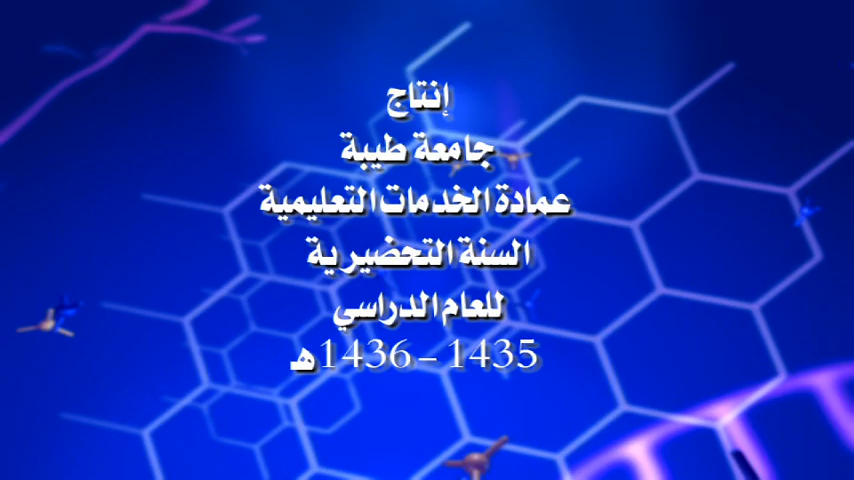 إنتاج
جامعة طيبة
عمادة الخدمات التعليمية
السنة التحضيرية
للعام الدراسي
1435 – 1436هـ